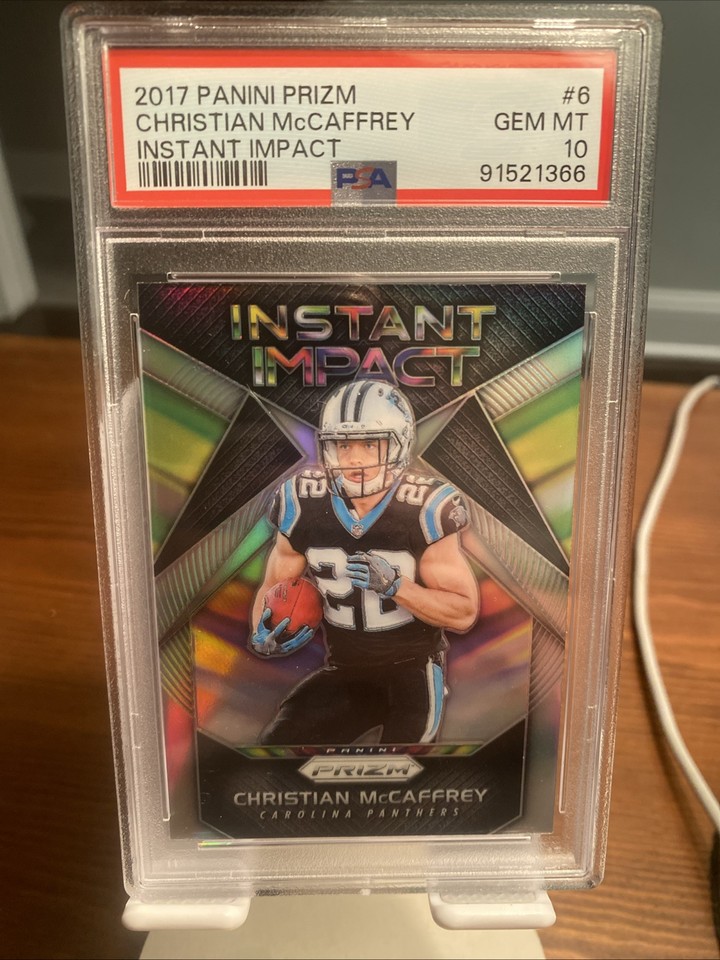 2017 PANINI PRIZM #6
CHRISTIAN McCAFFREY GEM MT
INSTANT IMPACT 10
PSA 91521366
INSTANT
IMPACT
22 22
22
PANINI
PRIZM
CHRISTIAN McCAFFREY
CAROLINA PANTHERS